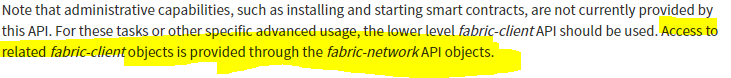 Note that administrative capabilities, such as installing and starting smart contracts, are not currently provided by
this API. For these tasks or other specific advanced usage, the lower level fabric-client API should be used. Access to
related fabric-client objects is provided through the fabric-network API objects.